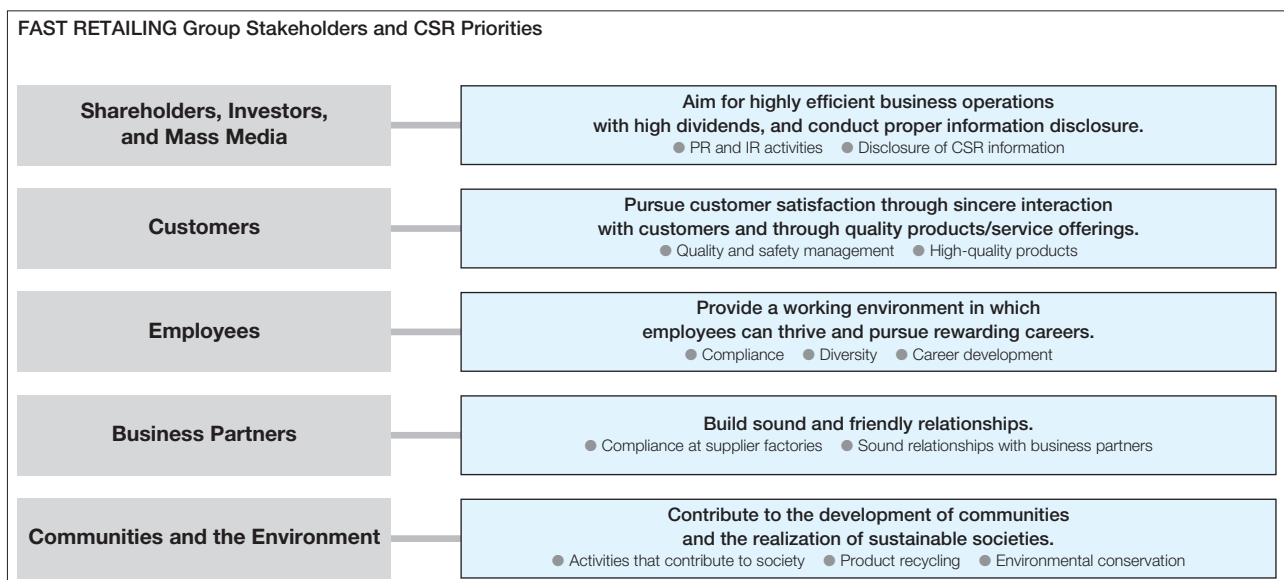 FAST RETAILING Group Stakeholders and CSR Priorities
Shareholders, Investors,
and Mass Media
Aim for highly efficient business operations
with high dividends, and conduct proper information disclosure.
● PR and IR activities ● Disclosure of CSR information
Customers
Pursue customer satisfaction through sincere interaction
with customers and through quality products/service offerings.
● Quality and safety management ● High-quality products
Employees
Provide a working environment in which
employees can thrive and pursue rewarding careers.
● Compliance ● Diversity ● Career development
Business Partners
Build sound and friendly relationships.
● Compliance at supplier factories ● Sound relationships with business partners
Communities and the Environment
Contribute to the development of communities
and the realization of sustainable societies.
● Activities that contribute to society ● Product recycling ● Environmental conservation